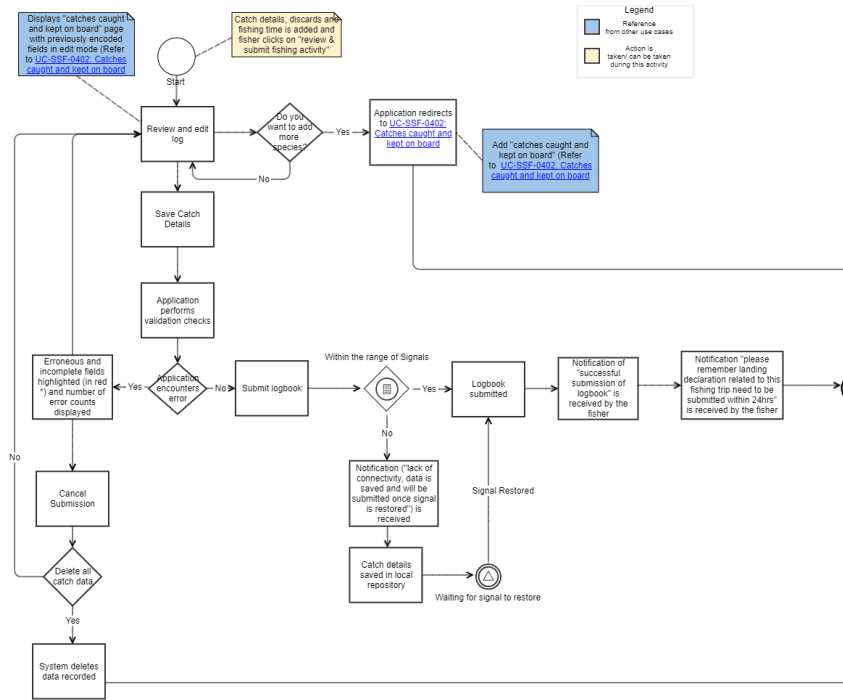 Displays "catches caught
and kept on board" page
with previously encoded
fields in edit mode (Refer
to UC-SSF-0402: Catches
caught and kept on board
Catch details, discards and
fishing time is added and
fisher clicks on "review &
submit fishing activity"
Legend
Reference
from other use cases
Action is
taken/ can be taken
during this activity
Start
Review and edit
log
Do you
want to add
more
species?
Yes
No
Application redirects
to UC-SSF-0402:
Catches caught and
kept on board
Add "catches caught and
kept on board" (Refer
to UC-SSF-0402: Catches
caught and kept on board
Save Catch
Details
Application
performs
validation checks
Erroneous and
incomplete fields
highlighted (in red
*) and number of
error counts
displayed
Yes
Application
encounters
error
No
Submit logbook
Within the range of Signals
Yes
Logbook
submitted
Notification of
"successful
submission of
logbook" is
received by the
fisher
Notification "please
remember landing
declaration related to this
fishing trip need to be
submitted within 24hrs"
is received by the fisher
No
No
Notification ("lack of
connectivity, data is
saved and will be
submitted once signal
is restored") is
received
Signal Restored
Cancel
Submission
Catch details
saved in local
repository
Waiting for signal to restore
Delete all
catch data
Yes
System deletes
data recorded